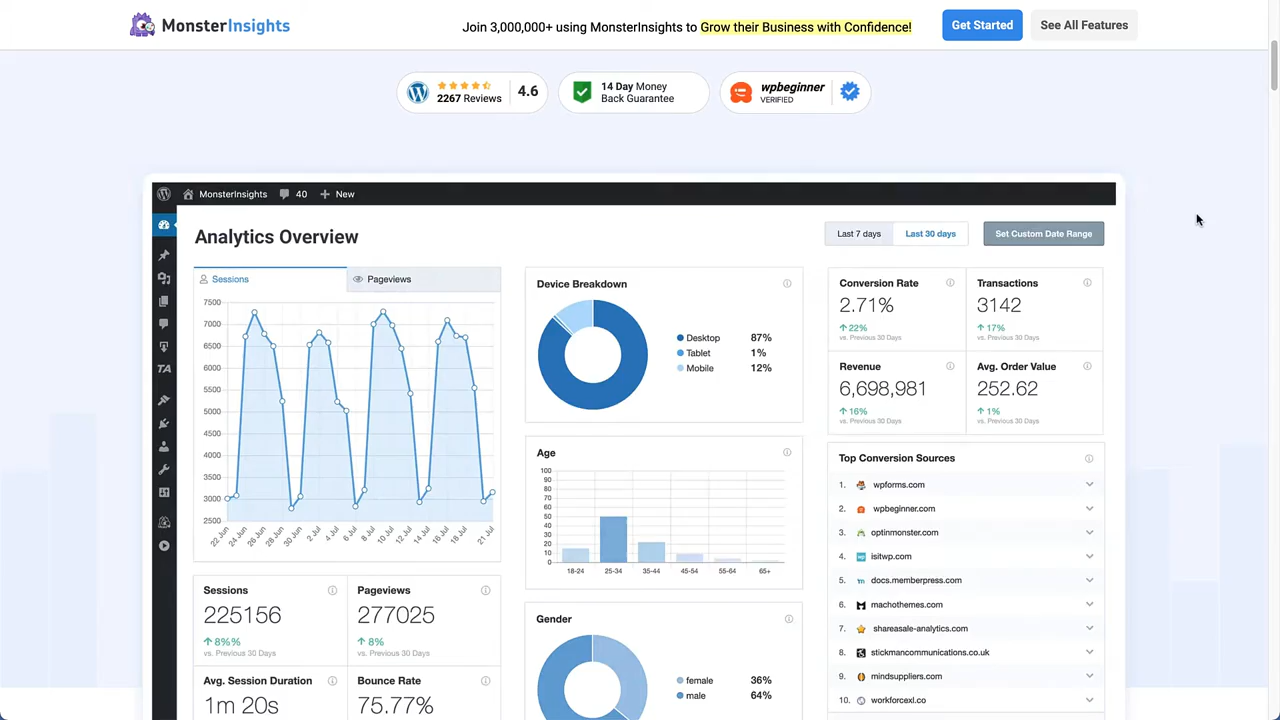 MonsterInsights
Join 3,000,000+ using MonsterInsights to Grow their Business with Confidence!
Get Started
See All Features
2267 Reviews
4.6
14 Day Money
Back Guarantee
wpbeginner
VERIFIED
MonsterInsights
40
New
Analytics Overview
Last 7 days
Last 30 days
Set Custom Date Range
Sessions
Pageviews
7500
7000
6500
6000
5500
5000
4500
4000
3500
3000
2500
22 Jun
24 Jun
26 Jun
28 Jun
30 Jun
2 Jul
4 Jul
6 Jul
8 Jul
10 Jul
12 Jul
14 Jul
16 Jul
18 Jul
21 Jul
Device Breakdown
Desktop 87%
Tablet 1%
Mobile 12%
Conversion Rate
2.71%
22%
vs. Previous 30 Days
Transactions
3142
17%
vs. Previous 30 Days
Revenue
6,698,981
16%
vs. Previous 30 Days
Avg. Order Value
252.62
1%
vs. Previous 30 Days
Age
100
90
80
70
60
50
40
30
20
10
0
18-24
25-34
35-44
45-54
55-64
65+
Top Conversion Sources
1. wpforms.com
2. wpbeginner.com
3. optinmonster.com
4. isitwp.com
5. docs.memberpress.com
6. machothemes.com
7. shareasale-analytics.com
8. stickmancommunications.co.uk
9. mindsuppliers.com
10. workforcexl.co
Sessions
225156
8%%
vs. Previous 30 Days
Pageviews
277025
8%
vs. Previous 30 Days
Avg. Session Duration
1m 20s
Bounce Rate
75.77%
Gender
female 36%
male 64%
TA